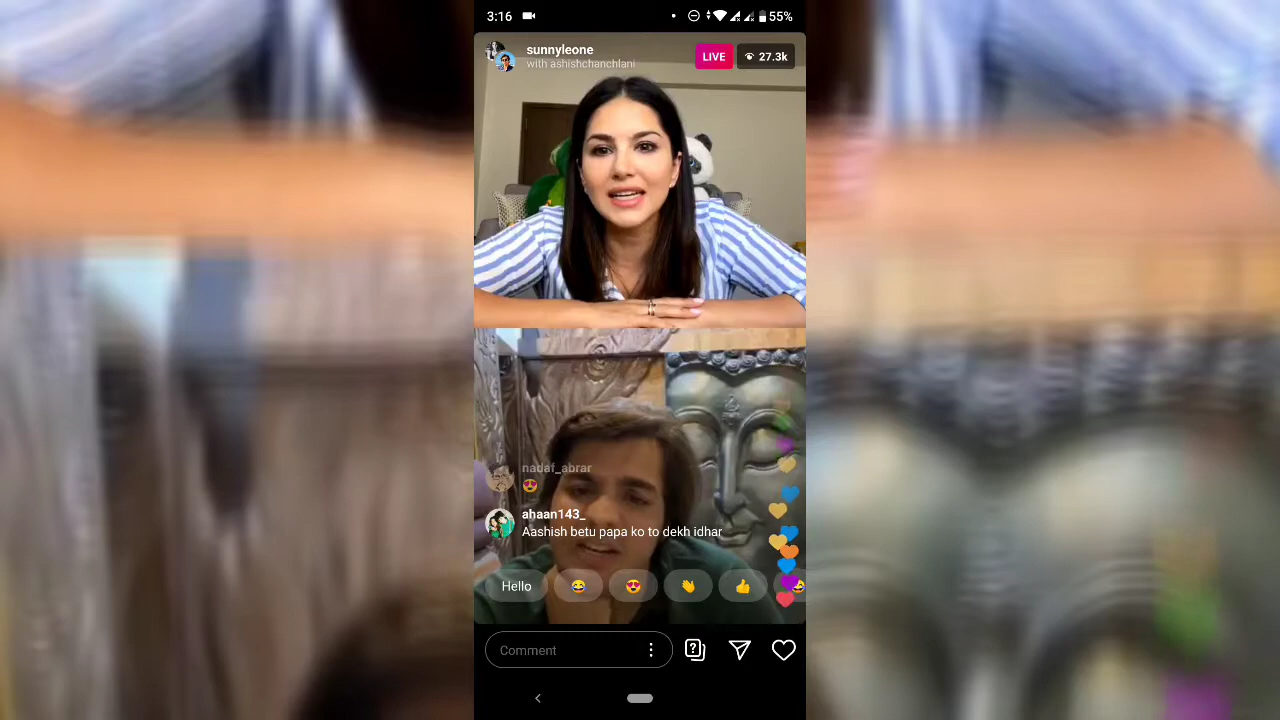 3:16
55%
sunnyleone
with ashishchanchlani
LIVE
27.3k
nadaf_abrar
😍
ahaan143_
Aashish betu papa ko to dekh idhar
Hello
Comment